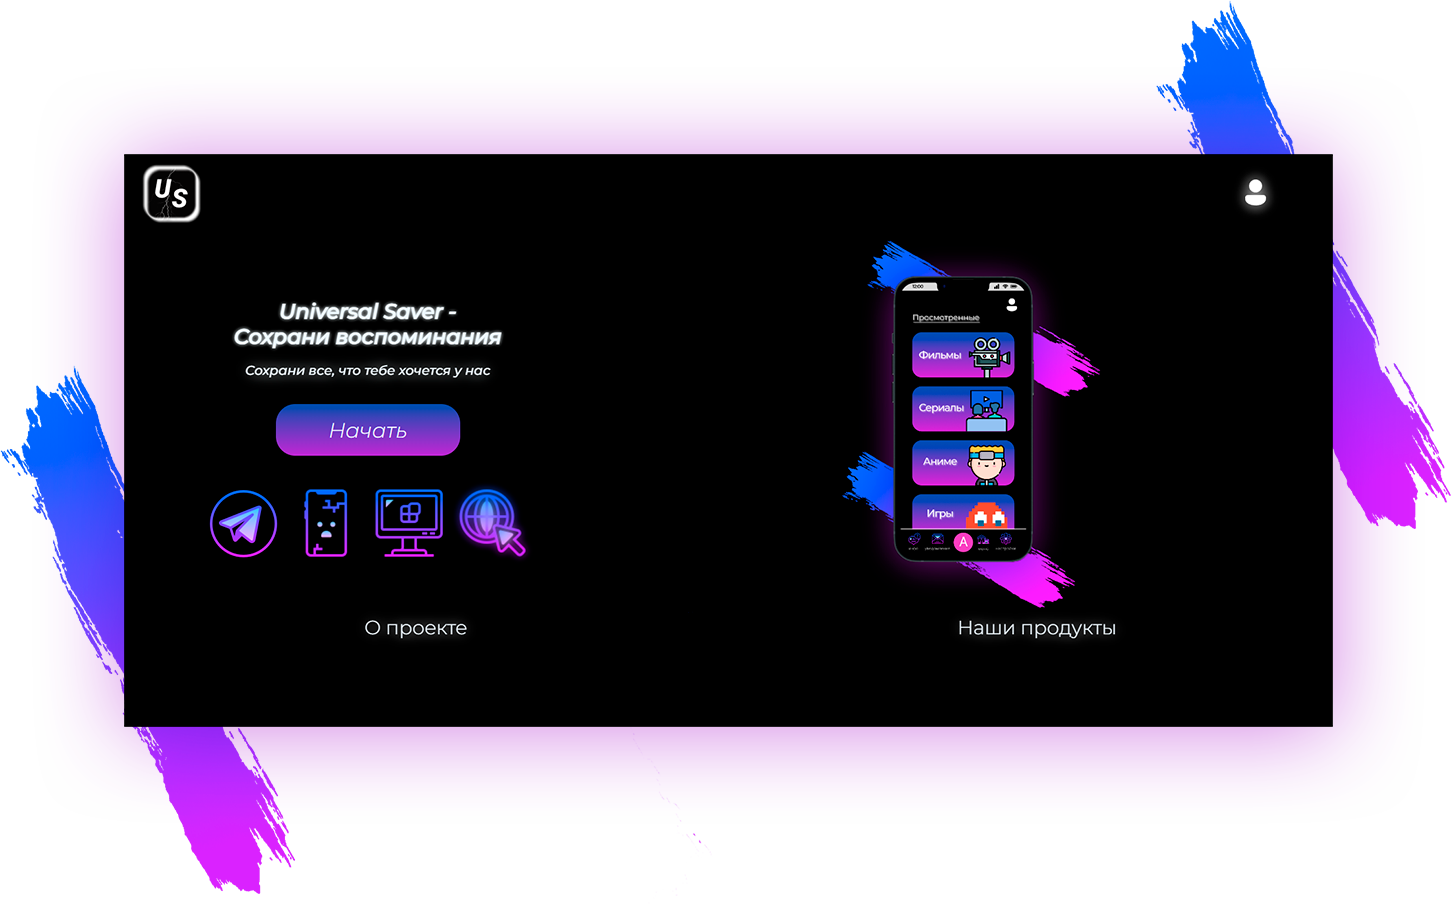 US
Universal Saver -
Сохрани воспоминания
Сохрани все, что тебе хочется у нас
Начать
12:00
Просмотренные
Фильмы
Сериалы
Аниме
Игры
A
О проекте
Наши продукты